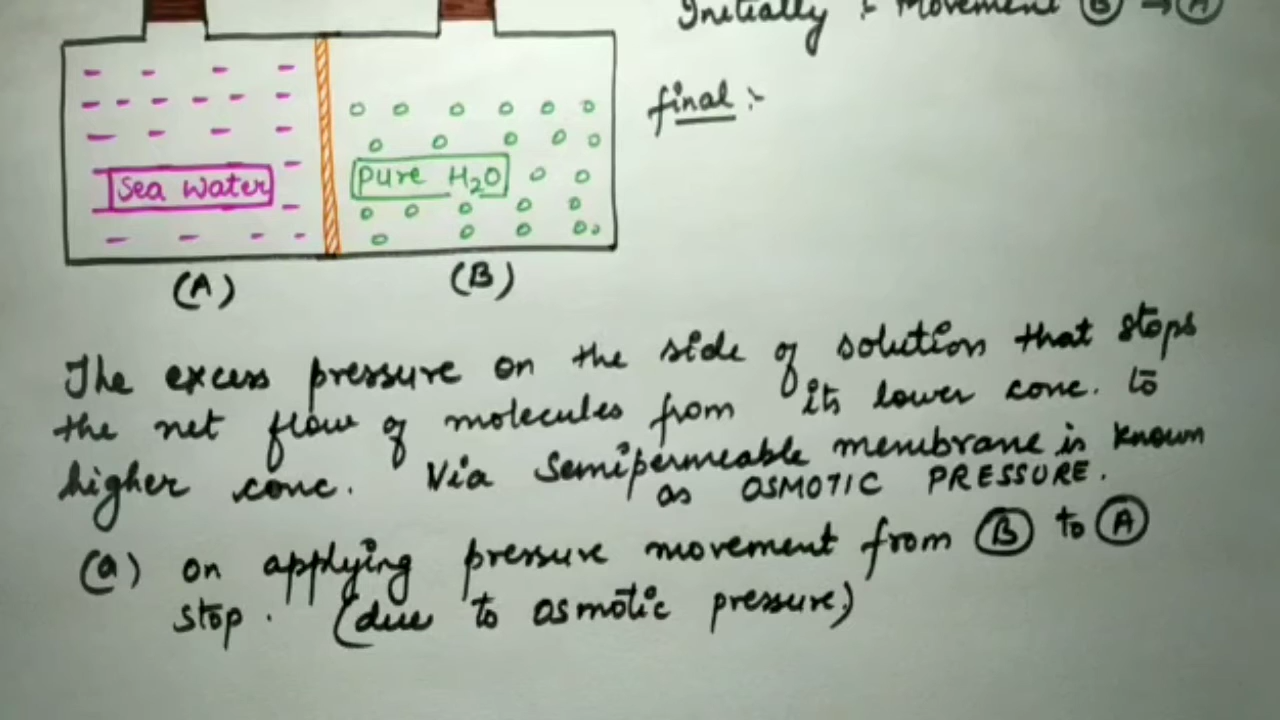 Initially :- Movement (B) → (A)
final :-
Sea water
Pure H₂O
(A)
(B)
The excess pressure on the side of solution that stops
the net flow of molecules from its lower conc. to
higher conc. Via Semipermeable membrane is known
as OSMOTIC PRESSURE.
(a) on applying pressure movement from (B) to (A)
stop. (due to osmotic pressure)